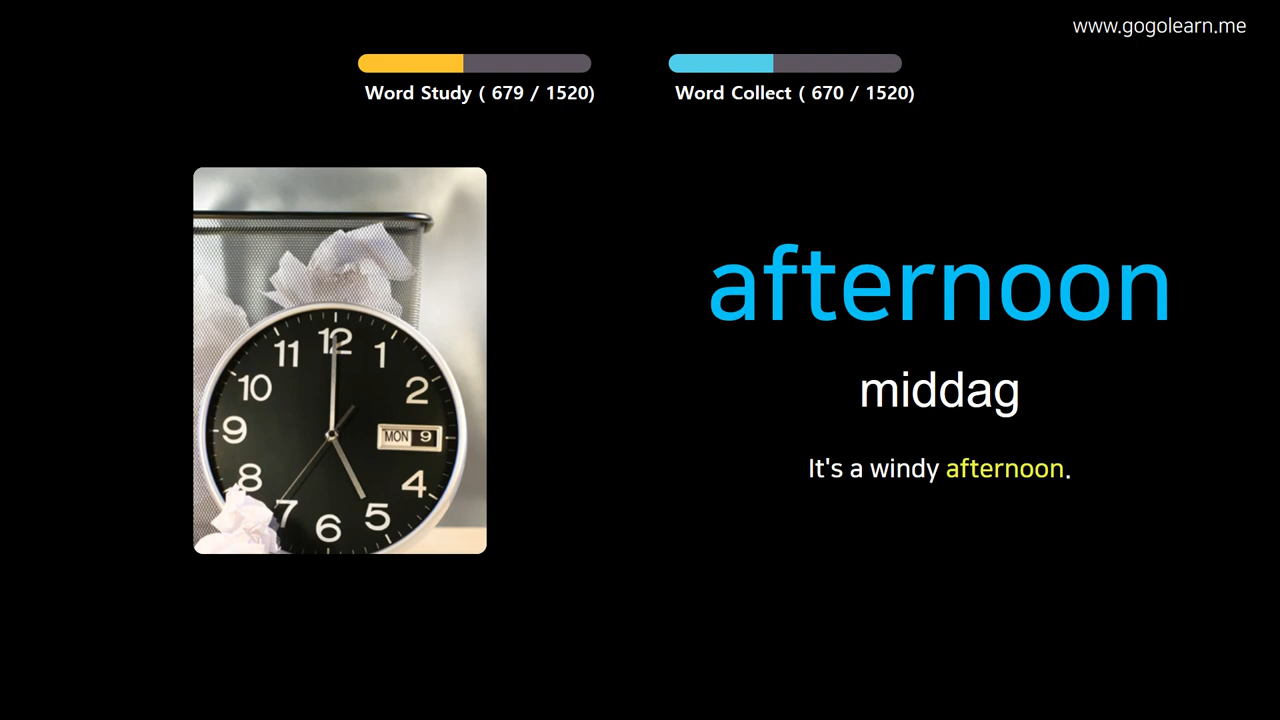 www.gogolearn.me
Word Study ( 679 / 1520)
Word Collect ( 670 / 1520)
afternoon
middag
It's a windy afternoon.
12
11
1
10
2
9
MON 9
8
4
7
5
6